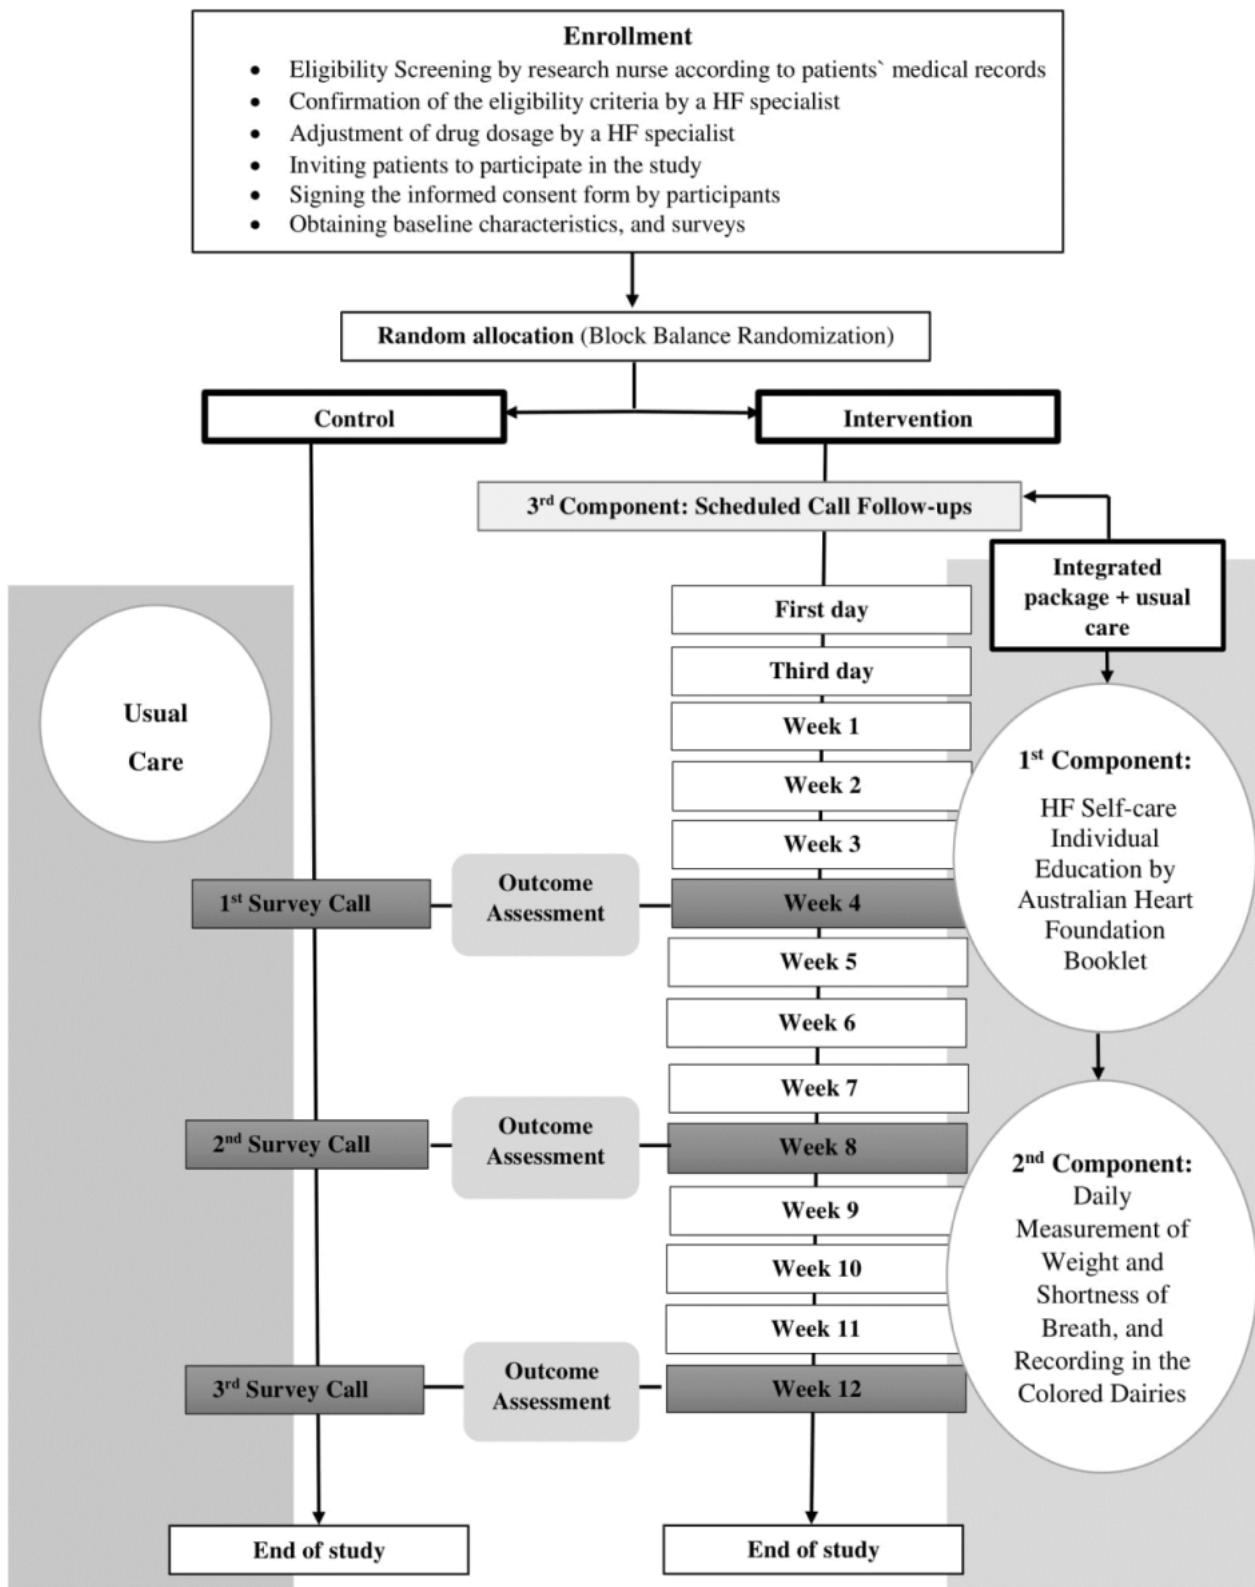 Enrollment
• Eligibility Screening by research nurse according to patients` medical records
• Confirmation of the eligibility criteria by a HF specialist
• Adjustment of drug dosage by a HF specialist
• Inviting patients to participate in the study
• Signing the informed consent form by participants
• Obtaining baseline characteristics, and surveys
Random allocation (Block Balance Randomization)
Control
Intervention
3rd Component: Scheduled Call Follow-ups
Integrated
package + usual
care
First day
Third day
Week 1
Week 2
Week 3
Week 4
Week 5
Week 6
Week 7
Week 8
Week 9
Week 10
Week 11
Week 12
End of study
Usual
Care
1st Survey Call
Outcome
Assessment
2nd Survey Call
Outcome
Assessment
3rd Survey Call
Outcome
Assessment
End of study
1st Component:
HF Self-care
Individual
Education by
Australian Heart
Foundation
Booklet
2nd Component:
Daily
Measurement of
Weight and
Shortness of
Breath, and
Recording in the
Colored Dairies